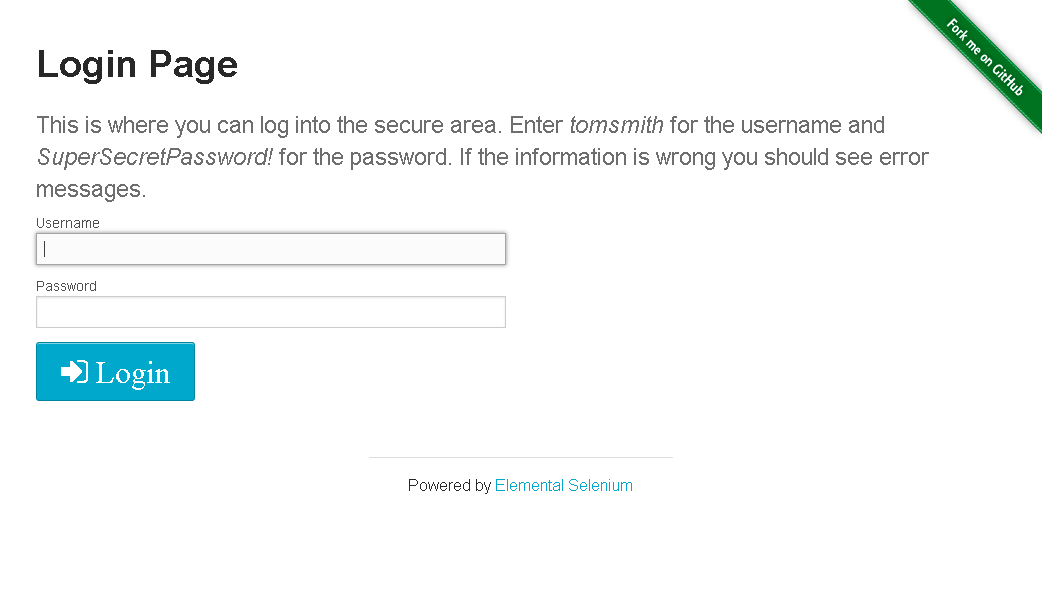 Fork me on GitHub
Login Page
This is where you can log into the secure area. Enter tomsmith for the username and
SuperSecretPassword! for the password. If the information is wrong you should see error
messages.
Username
Password
Login
Powered by Elemental Selenium